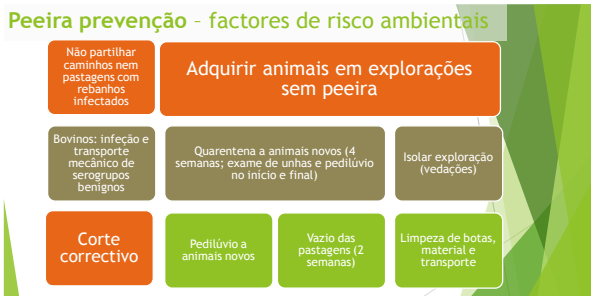 Peeira prevenção – factores de risco ambientais
Não partilhar
caminhos nem
pastagens com
rebanhos
infectados
Adquirir animais em explorações
sem peeira
Bovinos: infeção e
transporte
mecânico de
serogrupos
benignos
Quarentena a animais novos (4
semanas; exame de unhas e pedilúvio
no início e final)
Isolar exploração
(vedações)
Corte
correctivo
Pedilúvio a
animais novos
Vazio das
pastagens (2
semanas)
Limpeza de botas,
material e
transporte